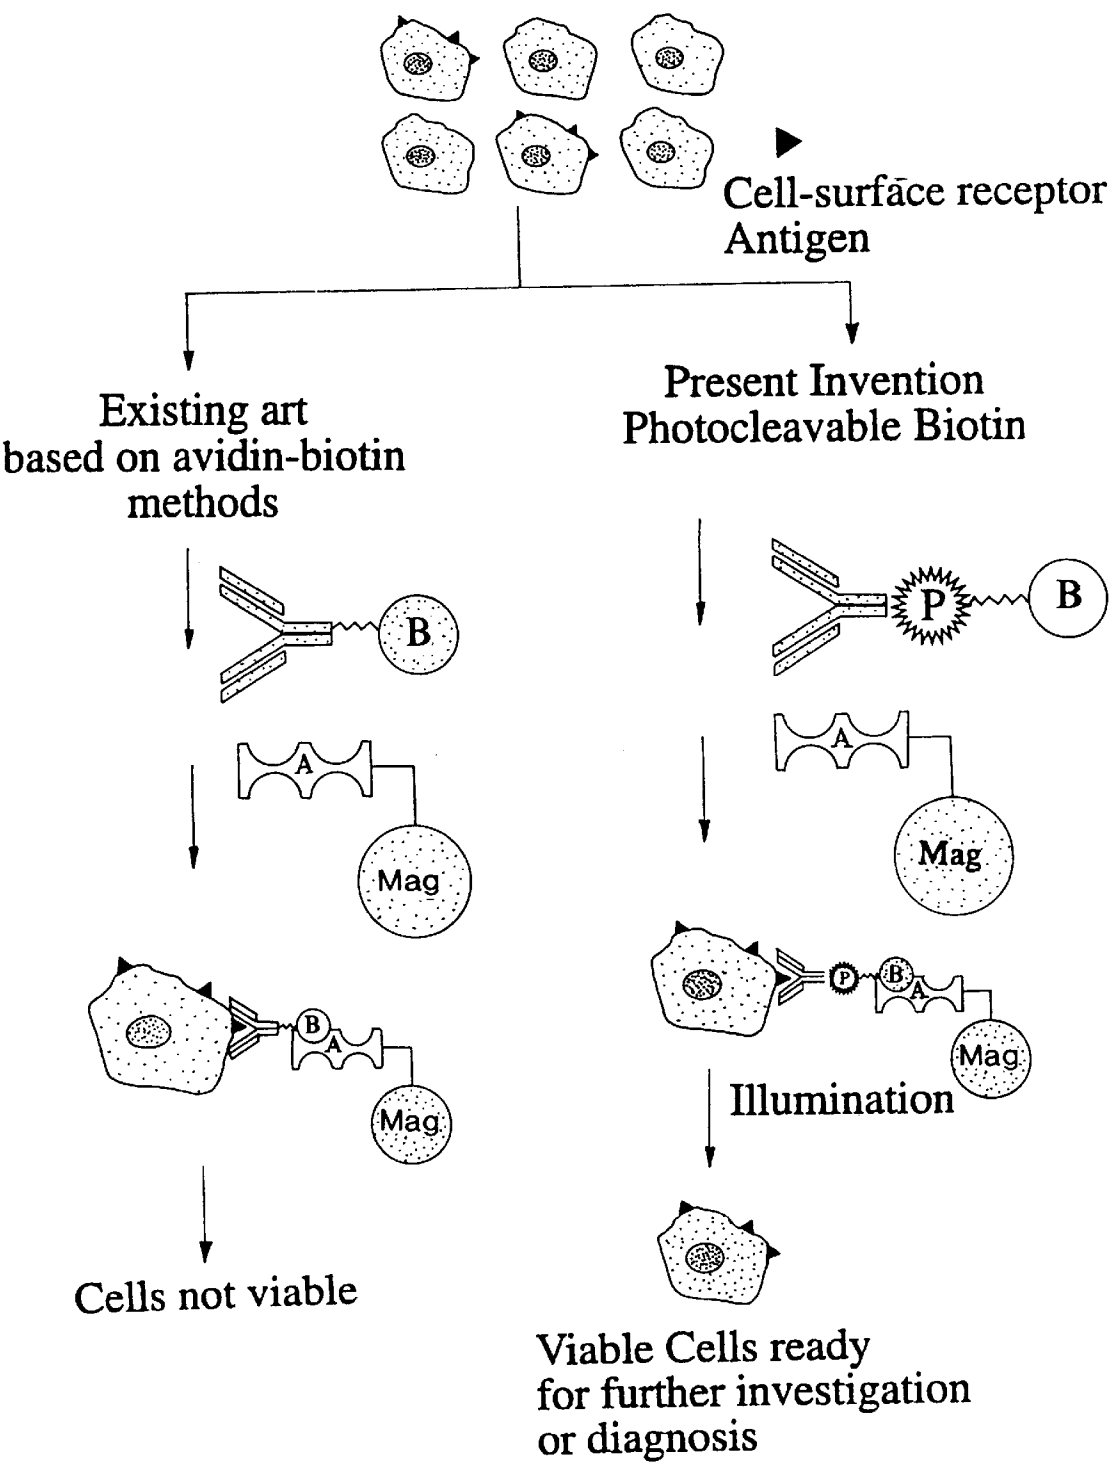 Cell-surface receptor
Antigen
Existing art
based on avidin-biotin
methods
Present Invention
Photocleavable Biotin
B
P
B
A
Mag
A
Mag
B
A
Mag
P
B
A
Mag
Illumination
Cells not viable
Viable Cells ready
for further investigation
or diagnosis